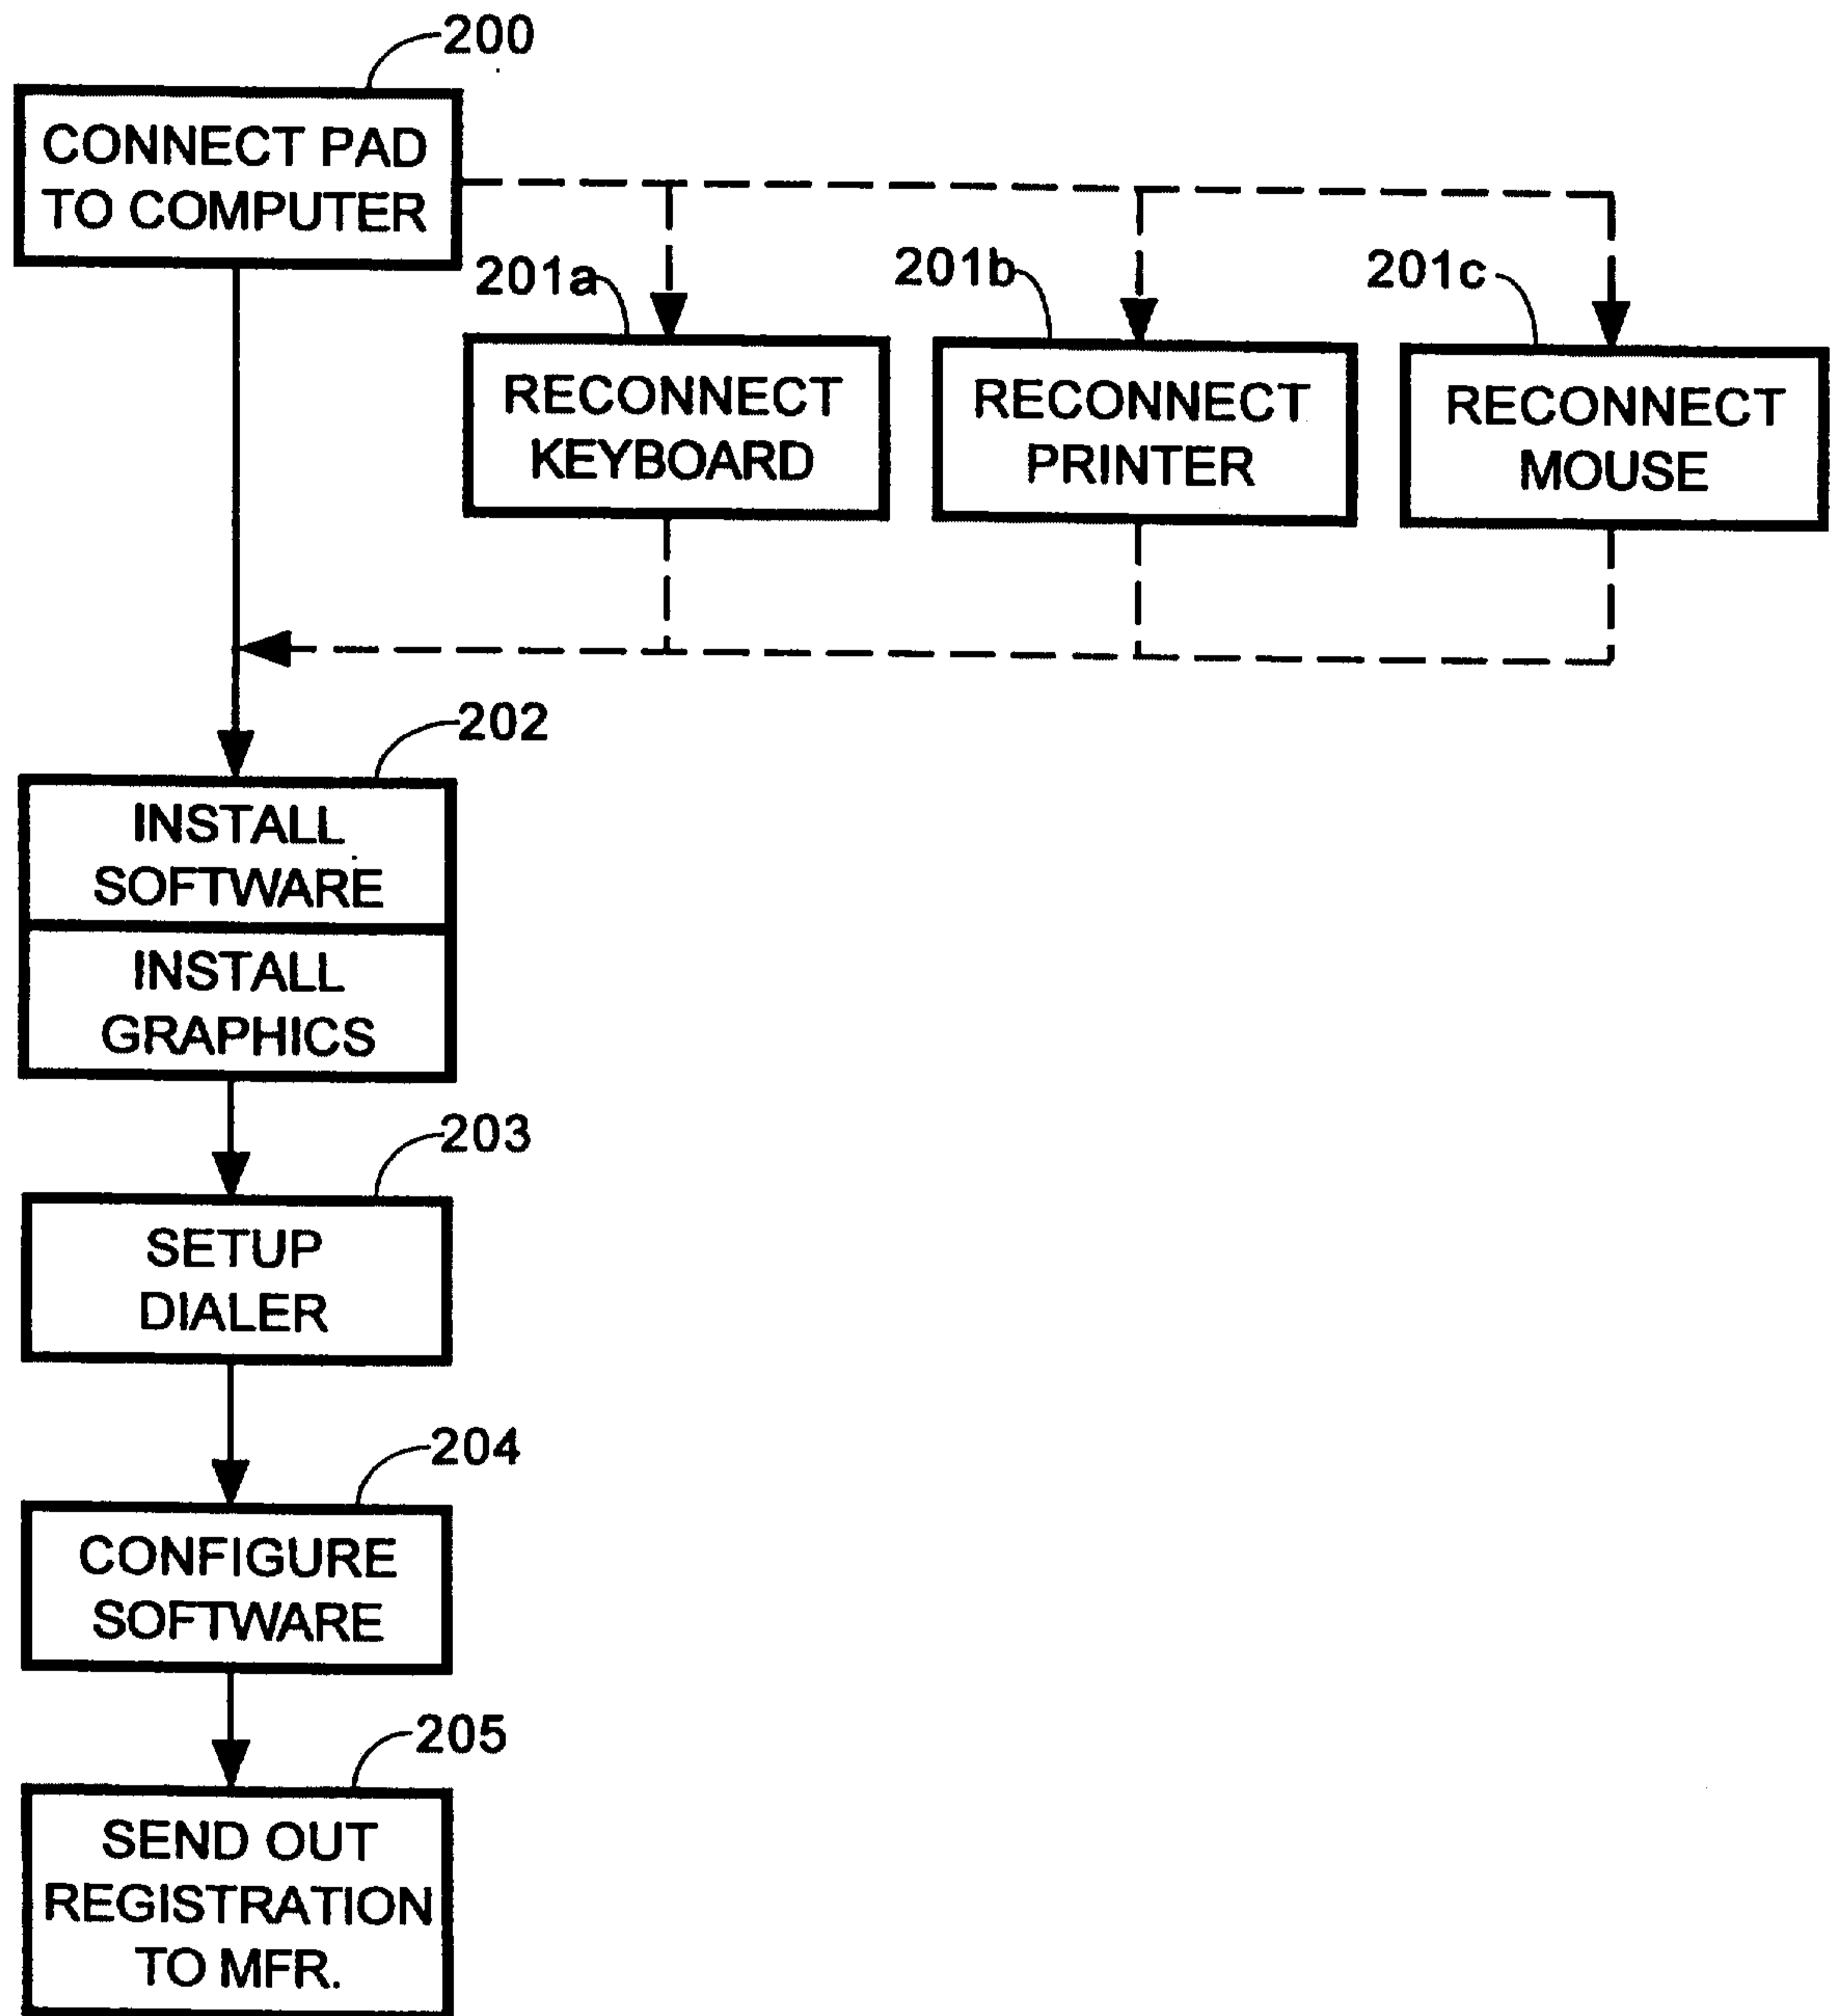 200
CONNECT PAD
TO COMPUTER
201a
201b
201c
RECONNECT
KEYBOARD
RECONNECT
PRINTER
RECONNECT
MOUSE
202
INSTALL
SOFTWARE
INSTALL
GRAPHICS
203
SETUP
DIALER
204
CONFIGURE
SOFTWARE
205
SEND OUT
REGISTRATION
TO MFR.